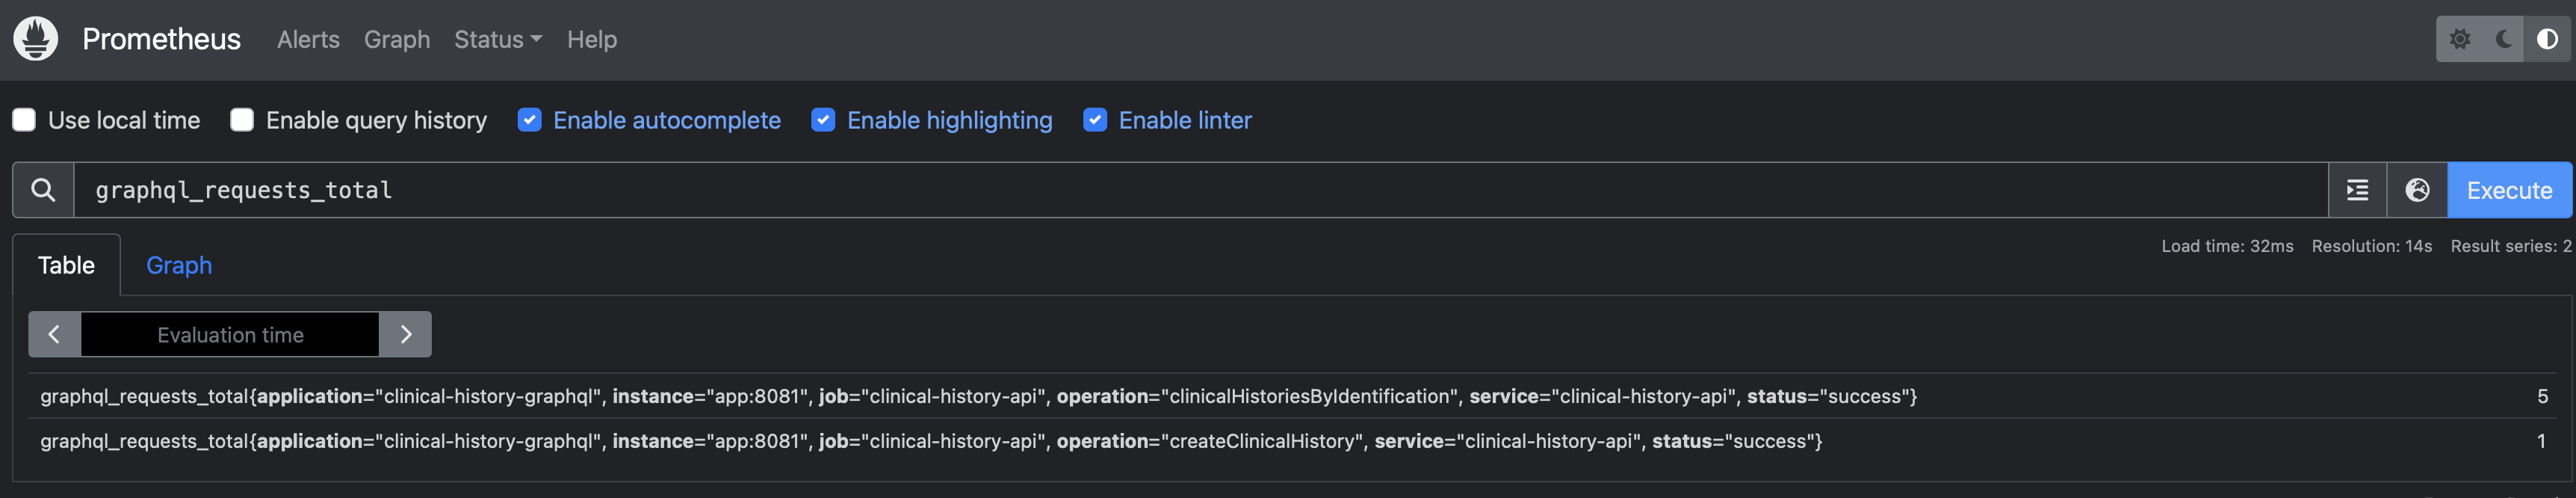 Prometheus Alerts Graph Status Help
Use local time Enable query history Enable autocomplete Enable highlighting Enable linter
graphql_requests_total Execute
Load time: 32ms Resolution: 14s Result series: 2
Table Graph
Evaluation time
graphql_requests_total{application="clinical-history-graphql", instance="app:8081", job="clinical-history-api", operation="clinicalHistoriesByIdentification", service="clinical-history-api", status="success"} 5
graphql_requests_total{application="clinical-history-graphql", instance="app:8081", job="clinical-history-api", operation="createClinicalHistory", service="clinical-history-api", status="success"} 1